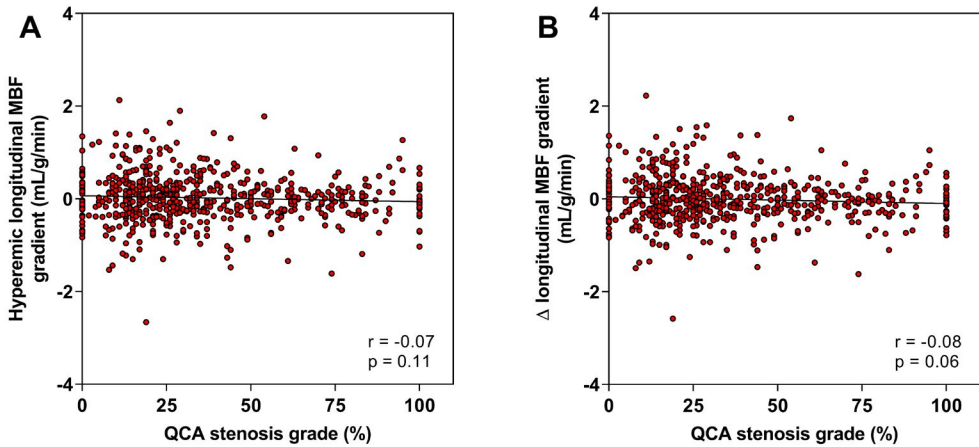 A
Hyperemic longitudinal MBF
gradient (mL/g/min)
4
2
0
-2
-4
r = -0.07
p = 0.11
0
25
50
75
100
QCA stenosis grade (%)
B
Δ longitudinal MBF gradient
(mL/g/min)
4
2
0
-2
-4
r = -0.08
p = 0.06
0
25
50
75
100
QCA stenosis grade (%)